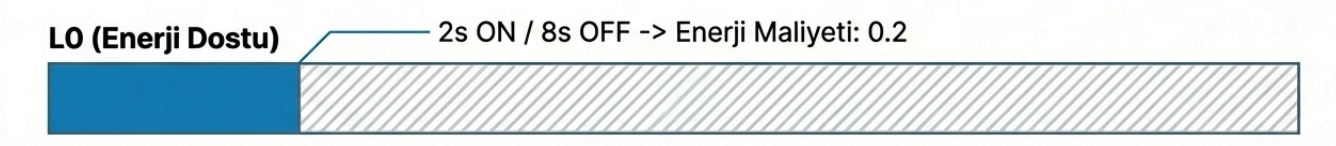 L0 (Enerji Dostu)
2s ON / 8s OFF -> Enerji Maliyeti: 0.2